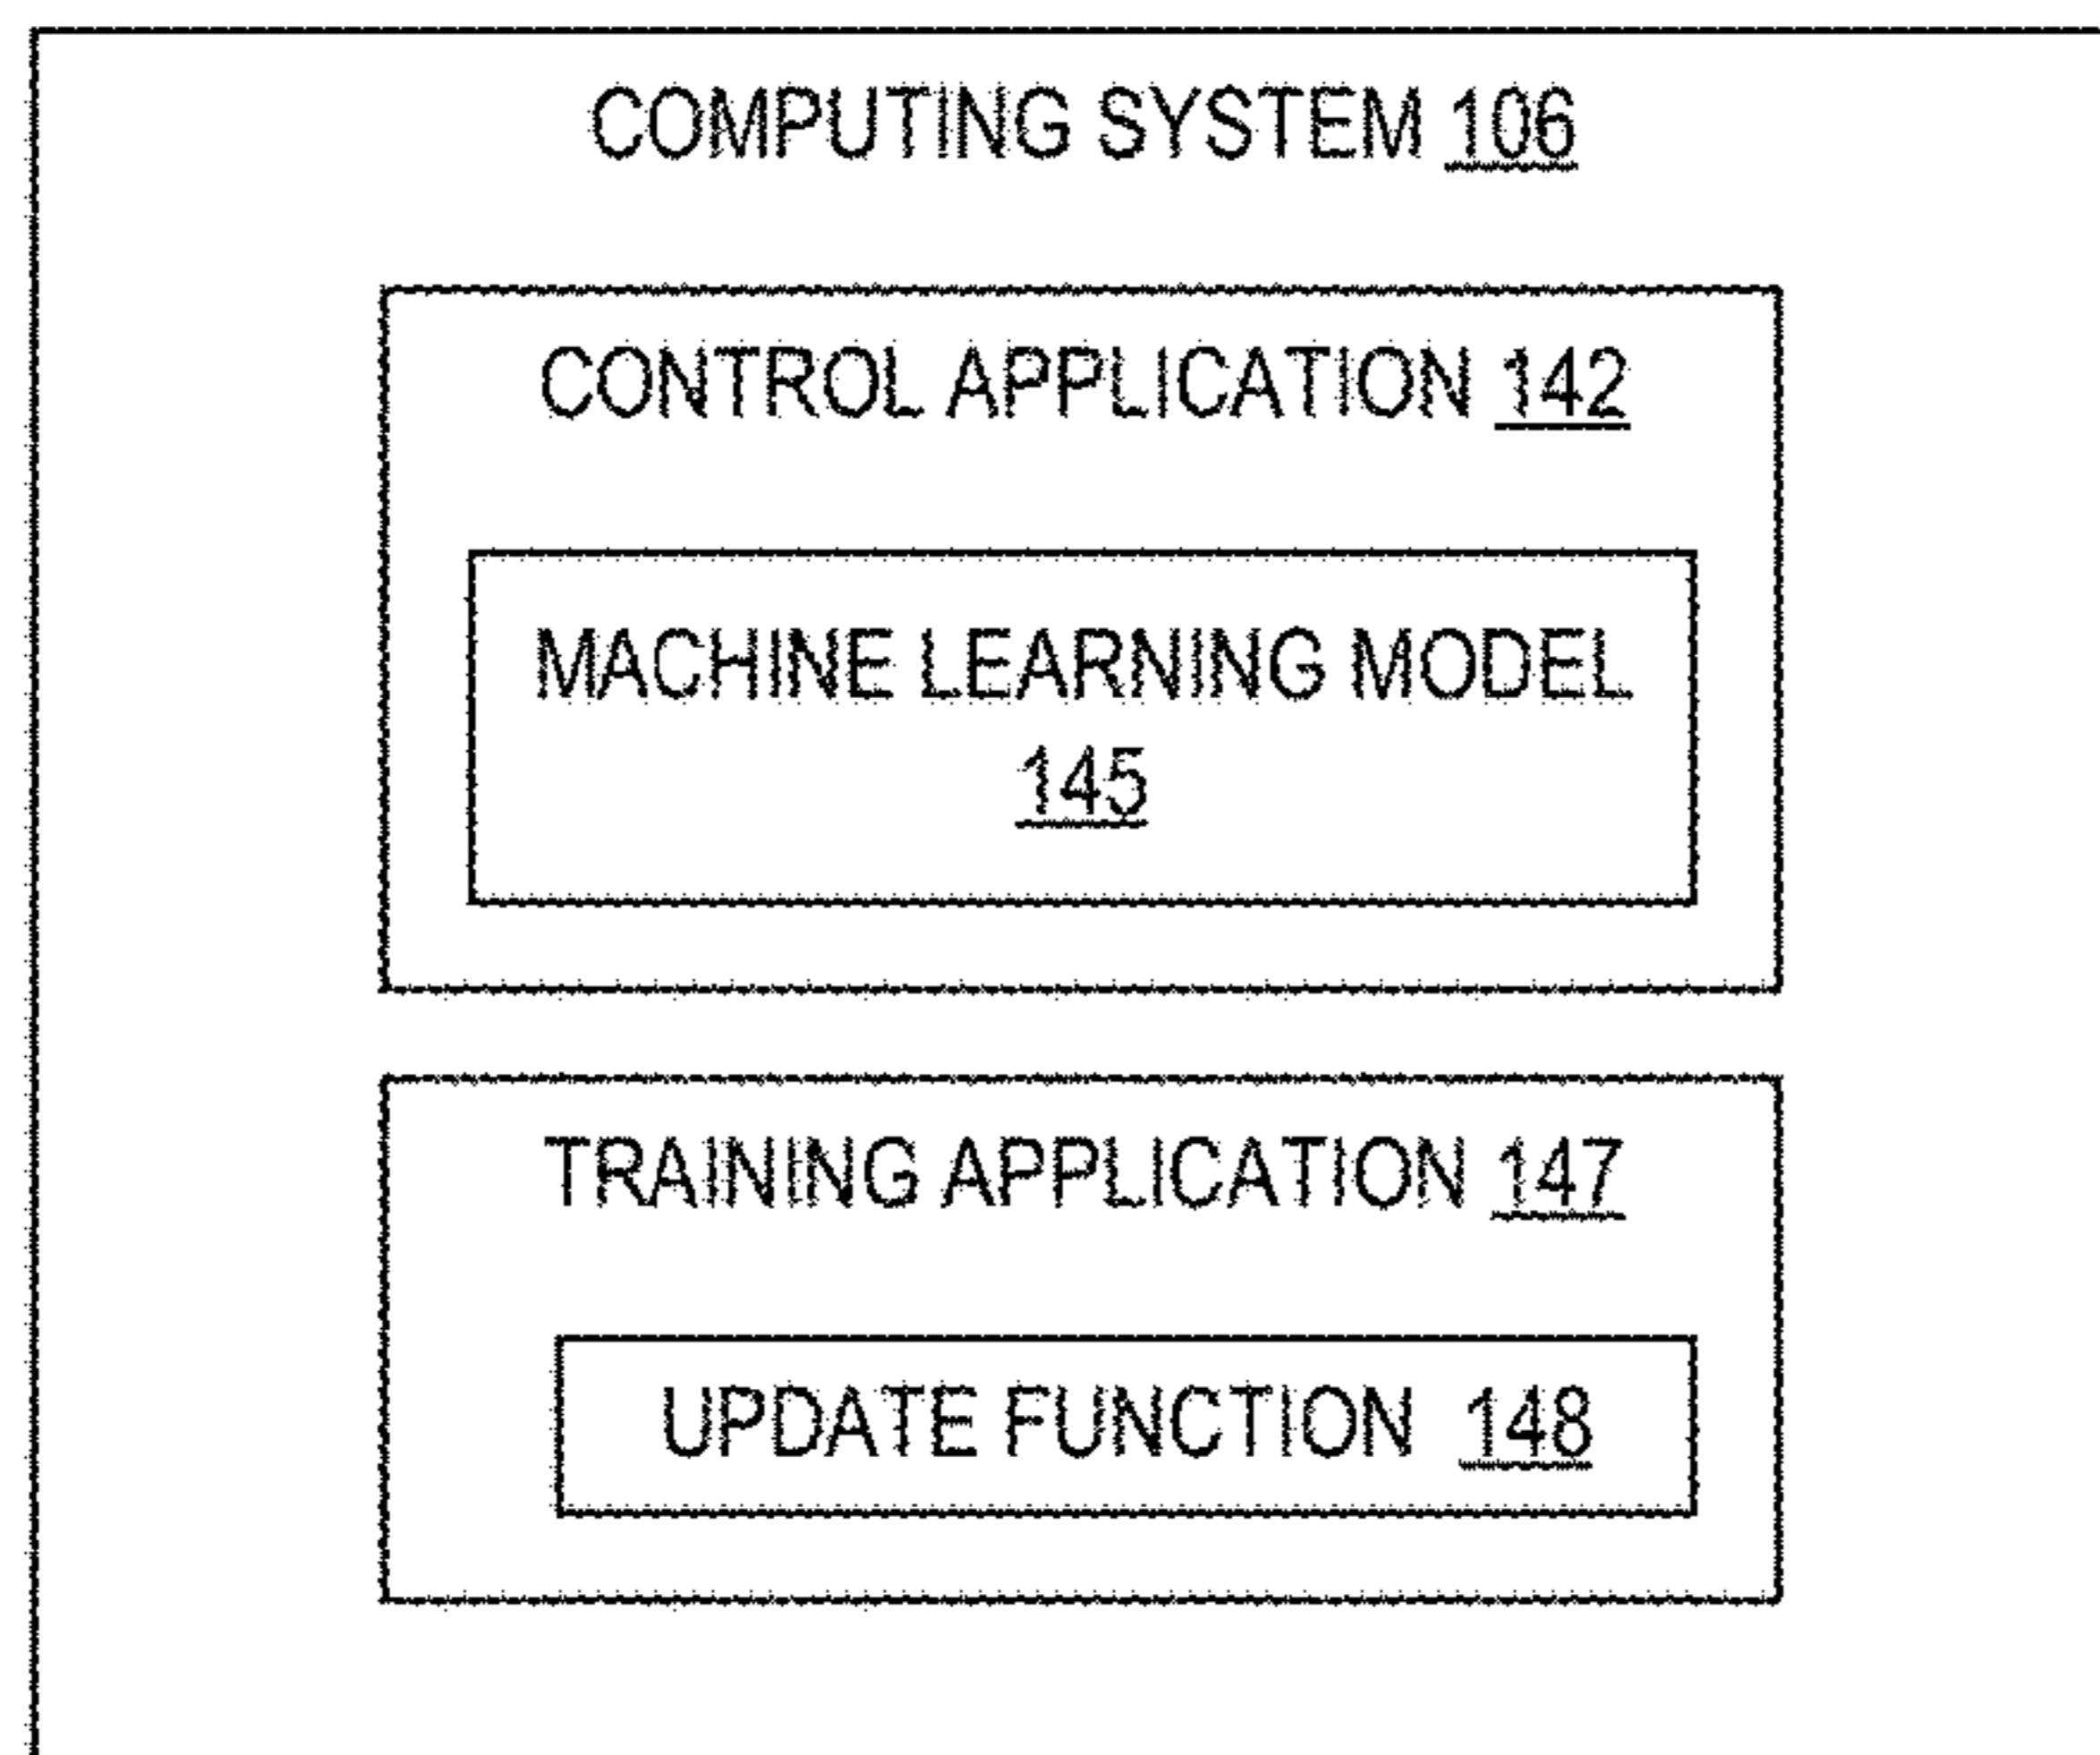 COMPUTING SYSTEM 106
CONTROL APPLICATION 142
MACHINE LEARNING MODEL
145
TRAINING APPLICATION 147
UPDATE FUNCTION 148